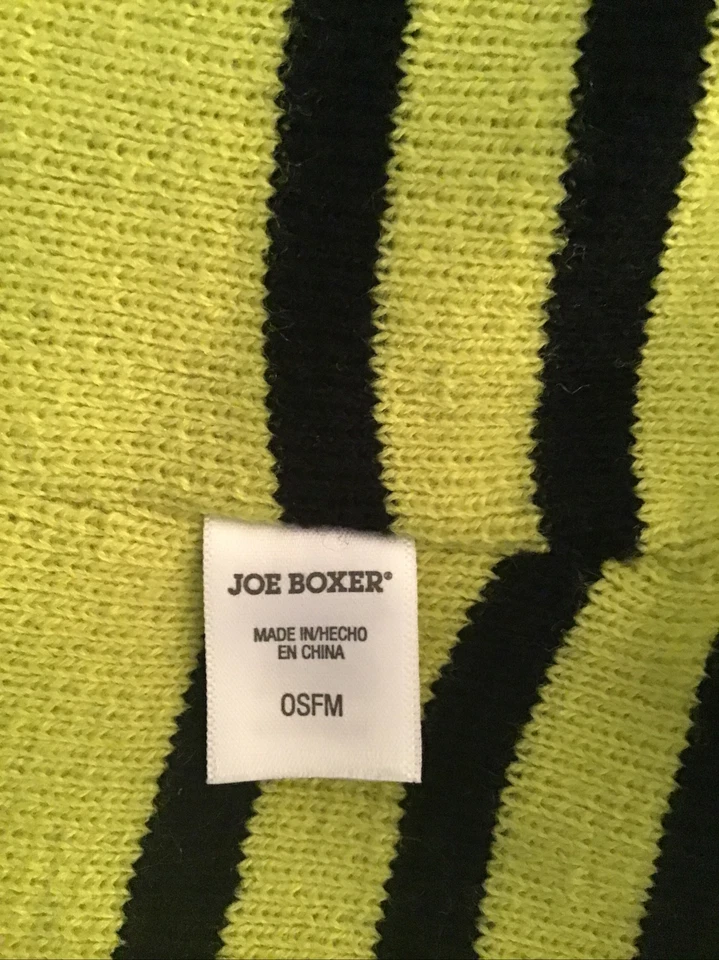 JOE BOXER®
MADE IN/HECHO
EN CHINA
OSFM